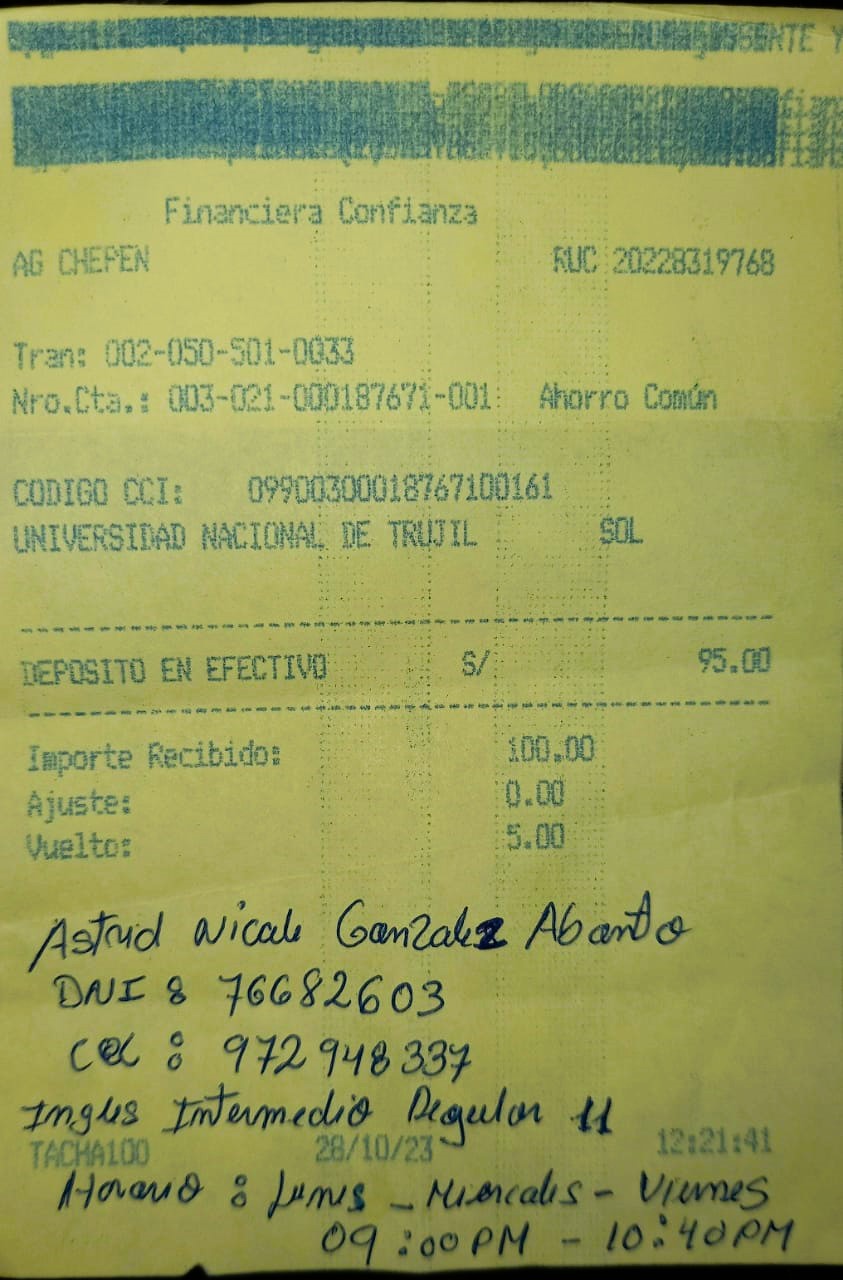 ENTE Y
Financiera Confianza
AG CHEPEN RUC 20228319768
Tran: 002-050-501-0033
Nro.Cta.: 003-021-000187671-001 Ahorro Común
CODIGO CCI: 09900300018767100161
UNIVERSIDAD NACIONAL DE TRUJIL SOL
DEPOSITO EN EFECTIVO S/ 95.00
Importe Recibido: 100.00
Ajuste: 0.00
Vuelto: 5.00
Astrid Nicole Gonzalez Abanto
DNI : 76682603
Cel : 972948337
Ingles Intermedio Regular 11
TACHA100 28/10/23 12:21:41
Horario : Lunes - Miercoles - Viernes
09:00PM - 10:40PM